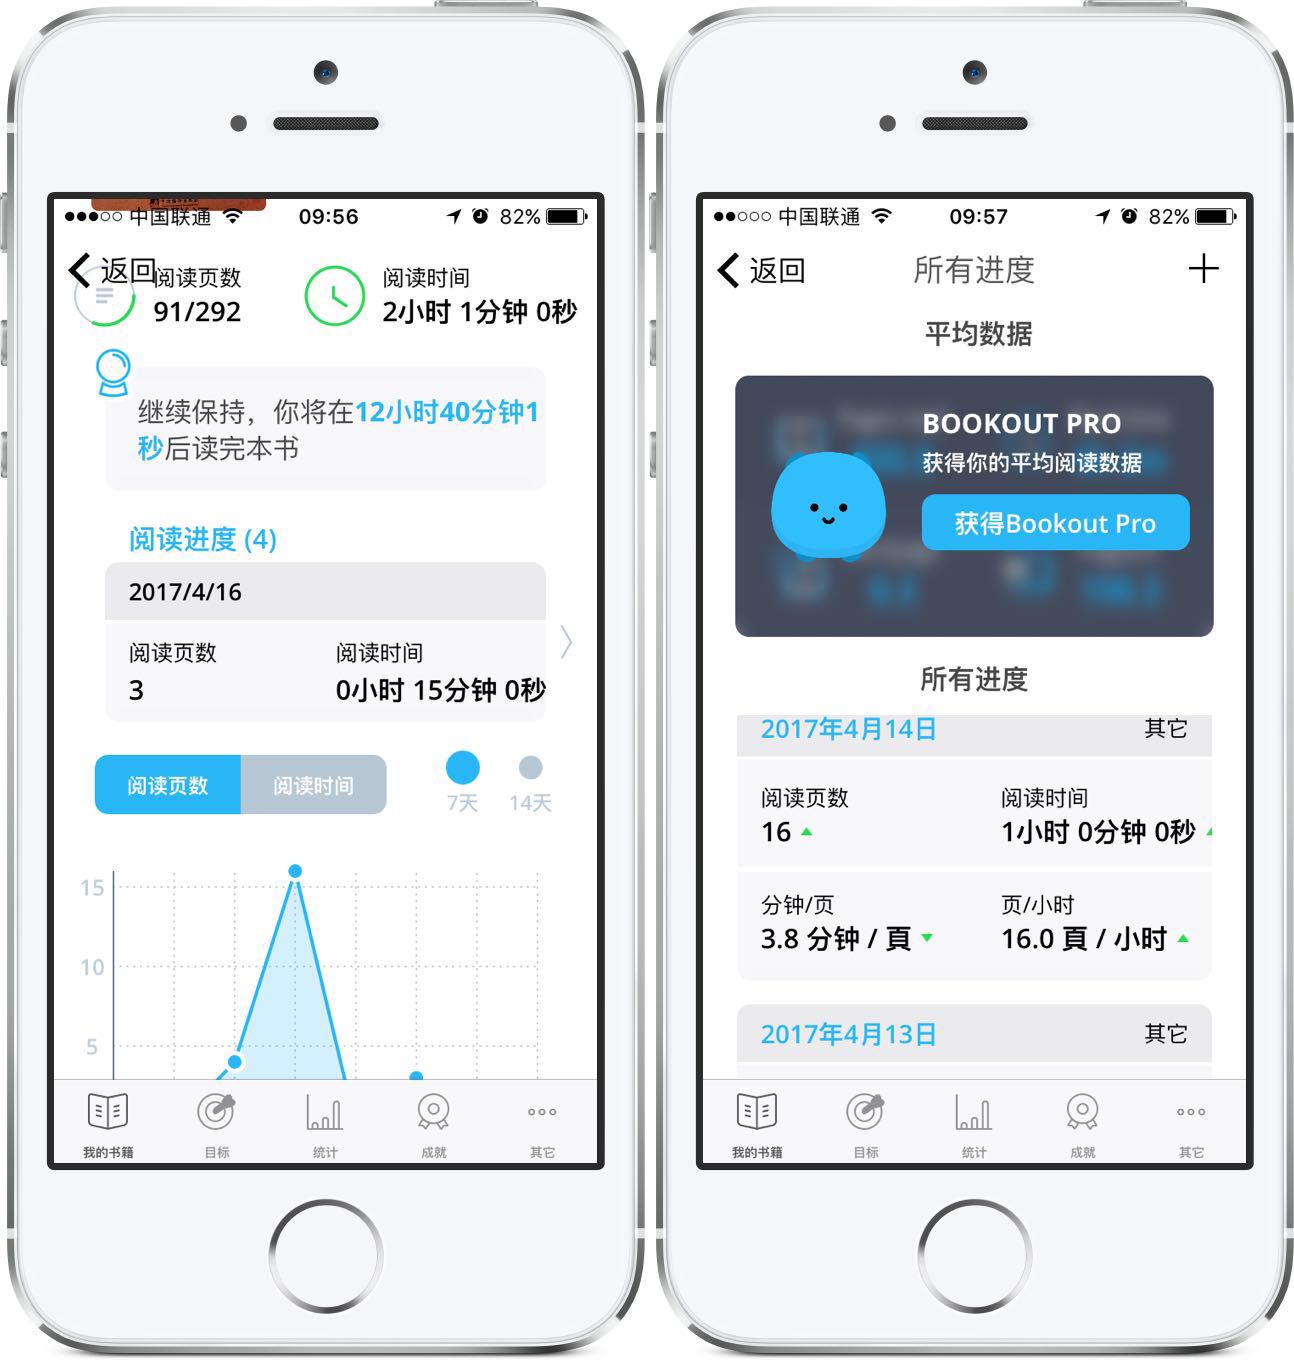 中国联通
09:56
82%
返回
阅读页数
91/292
阅读时间
2小时 1分钟 0秒
继续保持，你将在12小时40分钟1
秒后读完本书
阅读进度 (4)
2017/4/16
阅读页数
3
阅读时间
0小时 15分钟 0秒
阅读页数
阅读时间
7天
14天
15
10
5
我的书籍
目标
统计
成就
其它
中国联通
09:57
82%
返回
所有进度
平均数据
BOOKOUT PRO
获得你的平均阅读数据
获得Bookout Pro
所有进度
2017年4月14日
其它
阅读页数
16
阅读时间
1小时 0分钟 0秒
分钟/页
3.8 分钟 / 頁
页/小时
16.0 頁 / 小时
2017年4月13日
其它
我的书籍
目标
统计
成就
其它